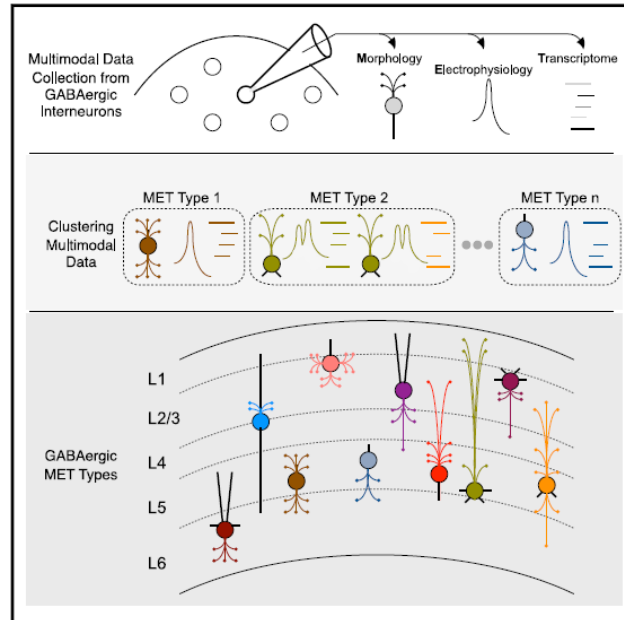 Multimodal Data
Collection from
GABAergic
Interneurons
Morphology
Electrophysiology
Transcriptome
MET Type 1
MET Type 2
MET Type n
Clustering
Multimodal
Data
L1
L2/3
L4
L5
L6
GABAergic
MET Types